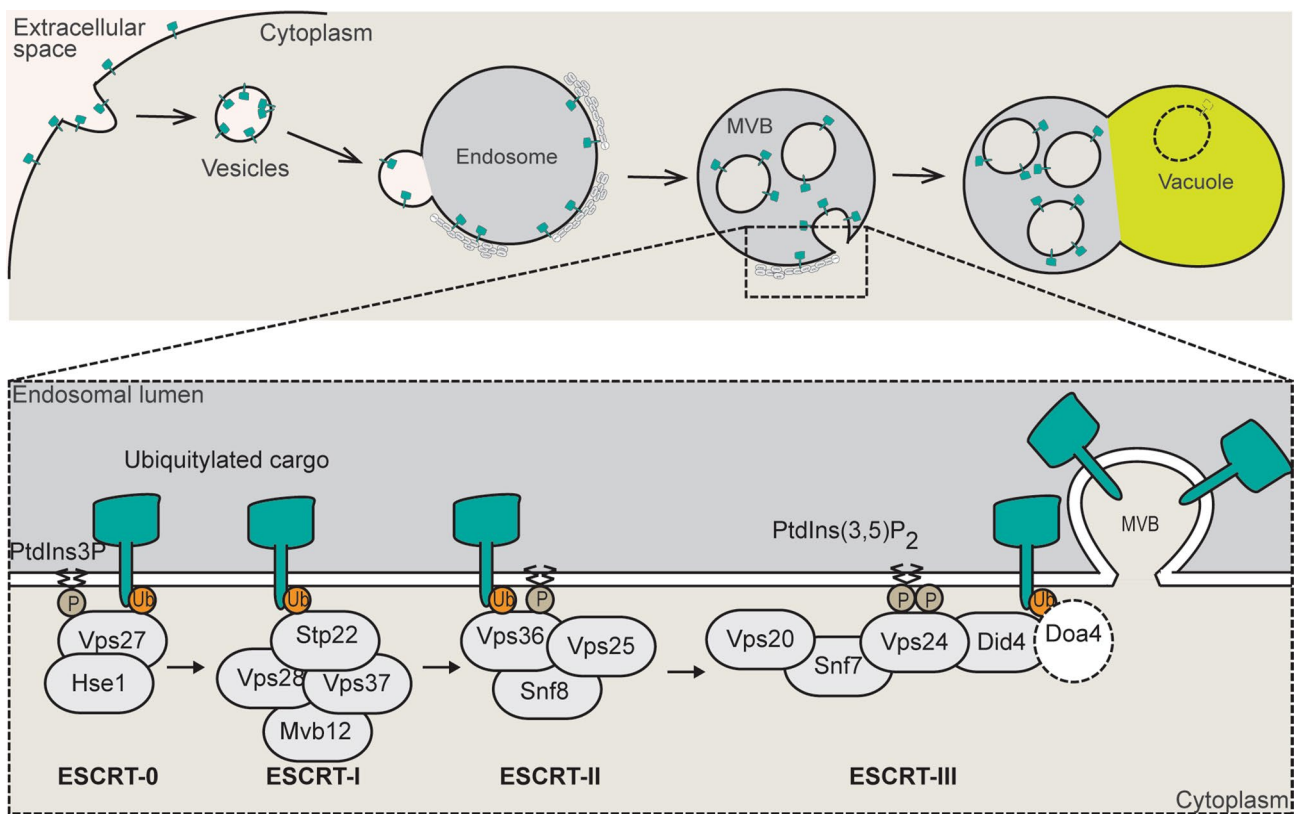 Extracellular
space
Cytoplasm
Vesicles
Endosome
MVB
Vacuole
Endosomal lumen
Ubiquitylated cargo
PtdIns3P
PtdIns(3,5)P2
MVB
P
Ub
Vps27
Hse1
Ub
Stp22
Vps28
Vps37
Mvb12
Ub
P
Vps36
Vps25
Snf8
P
P
Ub
Vps20
Snf7
Vps24
Did4
Doa4
ESCRT-0
ESCRT-I
ESCRT-II
ESCRT-III
Cytoplasm